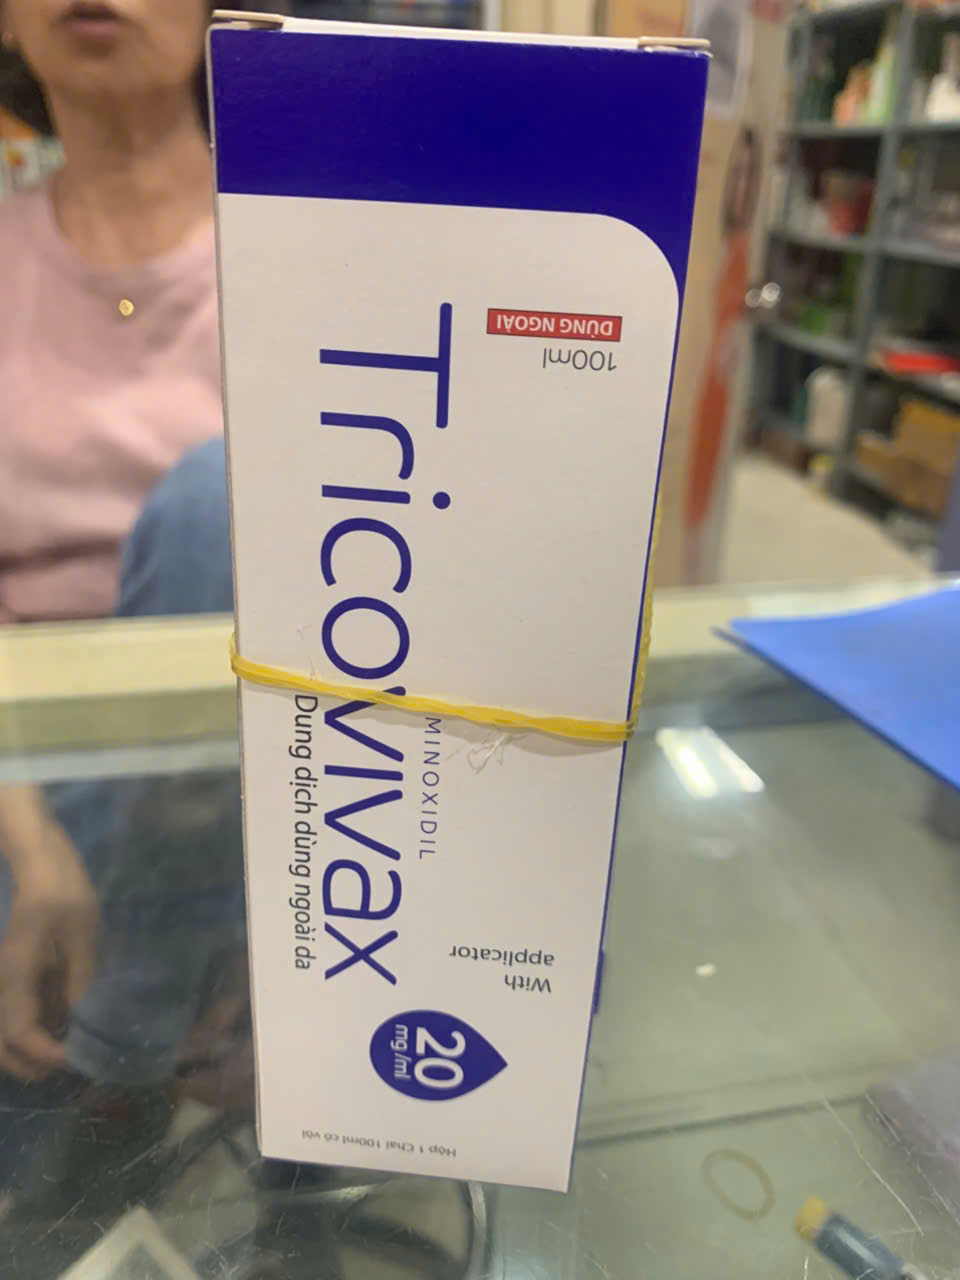 DÙNG NGOÀI
100ml
Tricovivax
MINOXIDIL
Dung dịch dùng ngoài da
With
applicator
20
mg/ml
Hộp 1 Chai 100ml có vòi